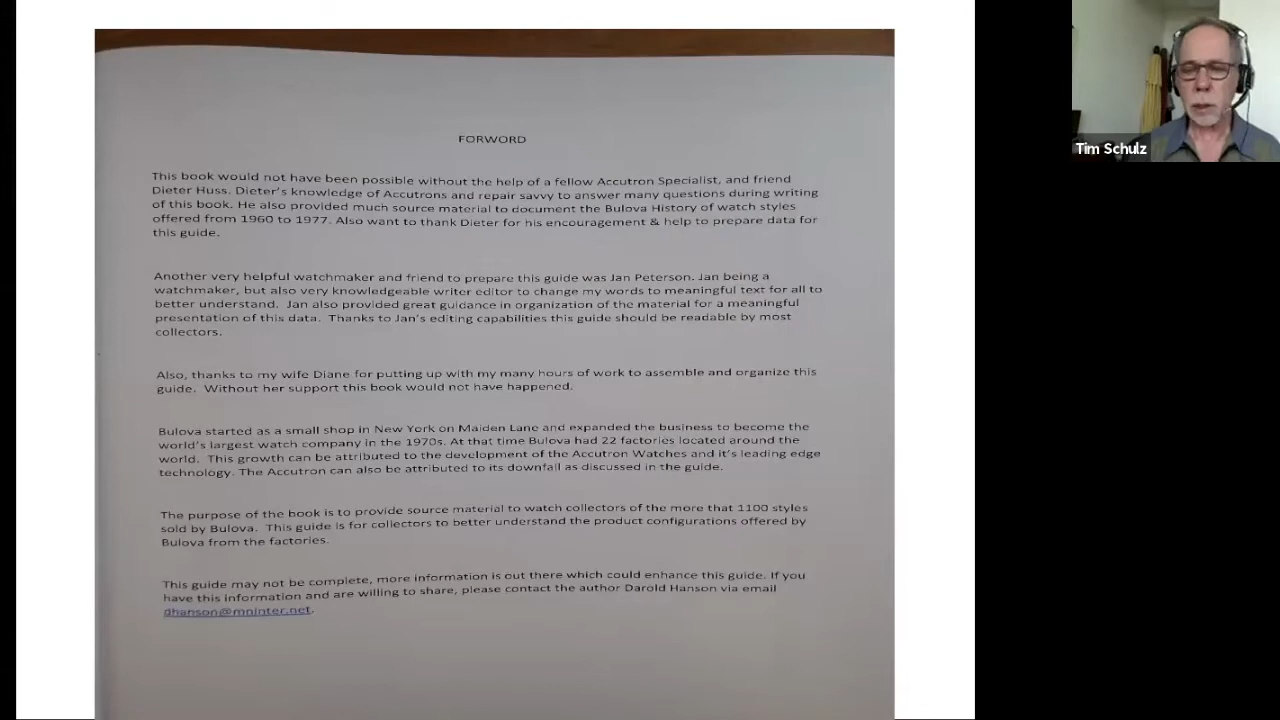 FORWORD
This book would not have been possible without the help of a fellow Accutron Specialist, and friend
Dieter Huss. Dieter's knowledge of Accutrons and repair savvy to answer many questions during writing
of this book. He also provided much source material to document the Bulova History of watch styles
offered from 1960 to 1977. Also want to thank Dieter for his encouragement & help to prepare data for
this guide.
Another very helpful watchmaker and friend to prepare this guide was Jan Peterson. Jan being a
watchmaker, but also very knowledgeable writer editor to change my words to meaningful text for all to
better understand. Jan also provided great guidance in organization of the material for a meaningful
presentation of this data. Thanks to Jan's editing capabilities this guide should be readable by most
collectors.
Also, thanks to my wife Diane for putting up with my many hours of work to assemble and organize this
guide. Without her support this book would not have happened.
Bulova started as a small shop in New York on Maiden Lane and expanded the business to become the
world's largest watch company in the 1970s. At that time Bulova had 22 factories located around the
world. This growth can be attributed to the development of the Accutron Watches and it's leading edge
technology. The Accutron can also be attributed to its downfall as discussed in the guide.
The purpose of the book is to provide source material to watch collectors of the more that 1100 styles
sold by Bulova. This guide is for collectors to better understand the product configurations offered by
Bulova from the factories.
This guide may not be complete, more information is out there which could enhance this guide. If you
have this information and are willing to share, please contact the author Darold Hanson via email
dhanson@mninter.net.
Tim Schulz